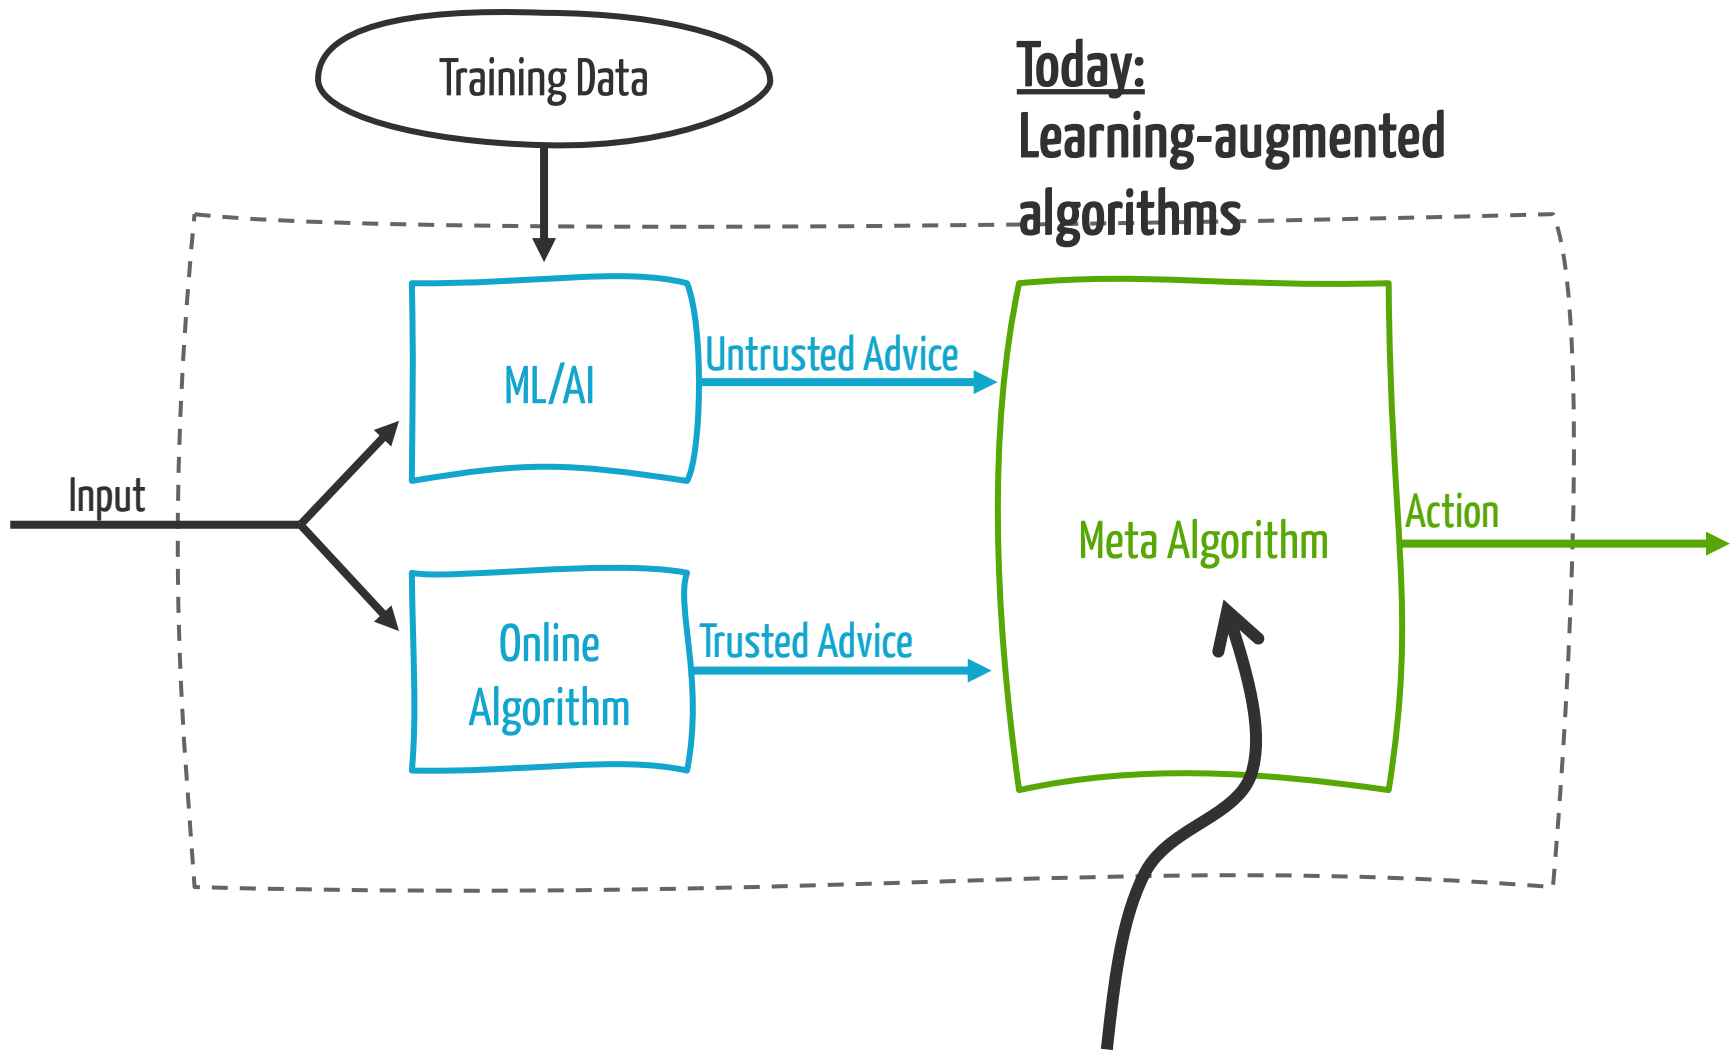 Training Data
Today:
Learning-augmented
algorithms
ML/AI
Untrusted Advice
Input
Meta Algorithm
Action
Online
Algorithm
Trusted Advice